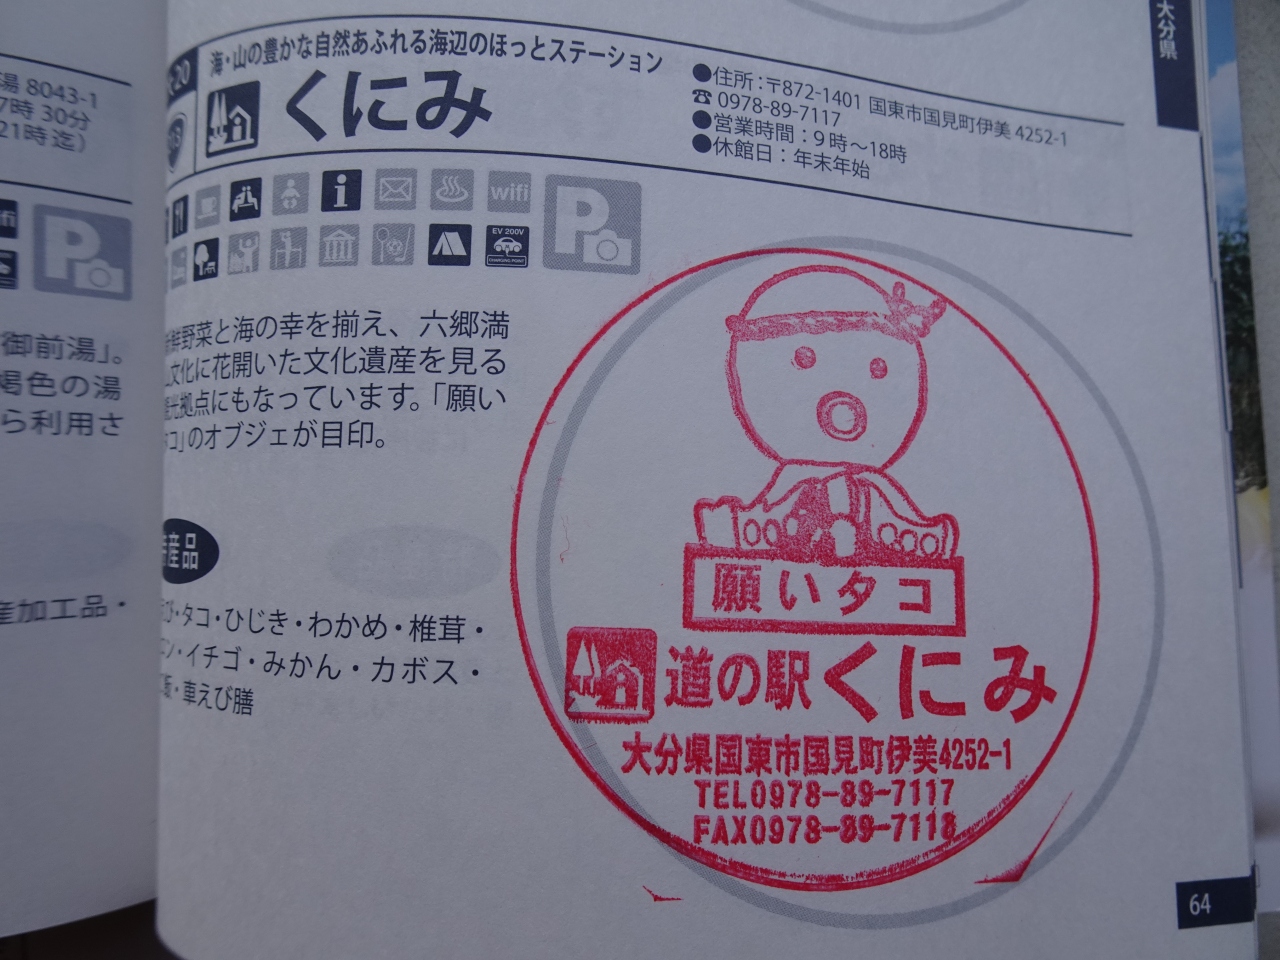 大分県
湯 8043-1
7時 30分
21時迄）
御前湯」。
褐色の湯
ら利用さ
産加工品・
20
海・山の豊かな自然あふれる海辺のほっとステーション
くにみ
●住所：〒872-1401 国東市国見町伊美 4252-1
☎ 0978-89-7117
●営業時間：9時〜18時
●休館日：年末年始
i
wifi
P
EV 200V
CHARGING POINT
P
鮮野菜と海の幸を揃え、六郷満
文化に花開いた文化遺産を見る
光拠点にもなっています。「願い
コ」のオブジェが目印。
産品
び・タコ・ひじき・わかめ・椎茸・
ン・イチゴ・みかん・カボス・
飯・車えび膳
願いタコ
道の駅くにみ
大分県国東市国見町伊美4252-1
TEL0978-89-7117
FAX0978-89-7118
64